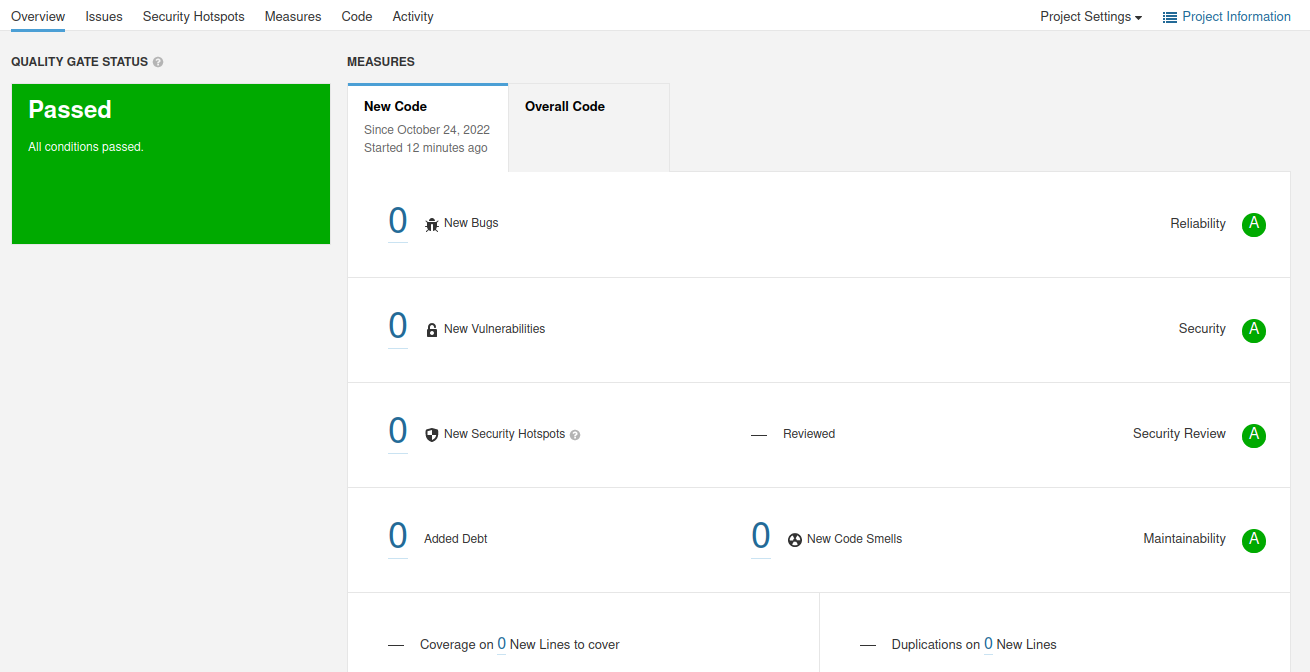 Overview Issues Security Hotspots Measures Code Activity Project Settings Project Information
QUALITY GATE STATUS ?
Passed
All conditions passed.
MEASURES
New Code
Since October 24, 2022
Started 12 minutes ago
Overall Code
0 New Bugs Reliability A
0 New Vulnerabilities Security A
0 New Security Hotspots ? — Reviewed Security Review A
0 Added Debt 0 New Code Smells Maintainability A
— Coverage on 0 New Lines to cover — Duplications on 0 New Lines